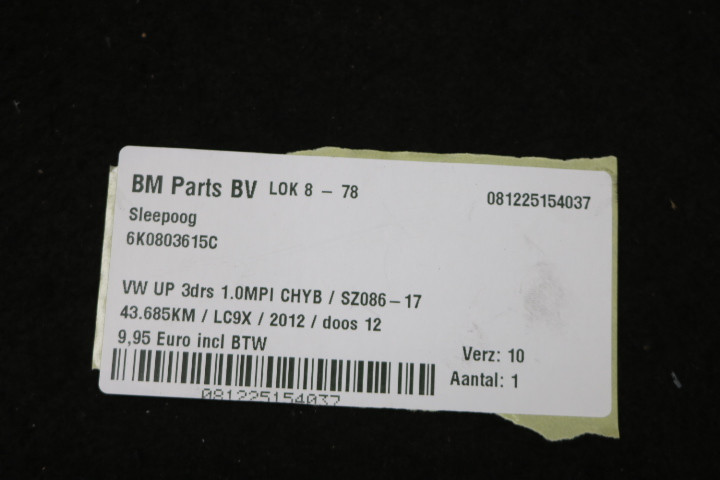 BM Parts BV LOK 8 - 78
081225154037
Sleepoog
6K0803615C
VW UP 3drs 1.0MPI CHYB / SZ086-17
43.685KM / LC9X / 2012 / doos 12
9,95 Euro incl BTW
Verz: 10
Aantal: 1
081225154037